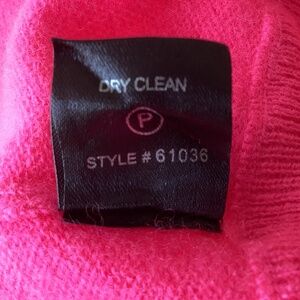 DRY CLEAN
P
STYLE # 61036